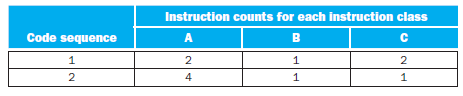 Instruction counts for each instruction class
Code sequence A B C
1 2 1 2
2 4 1 1